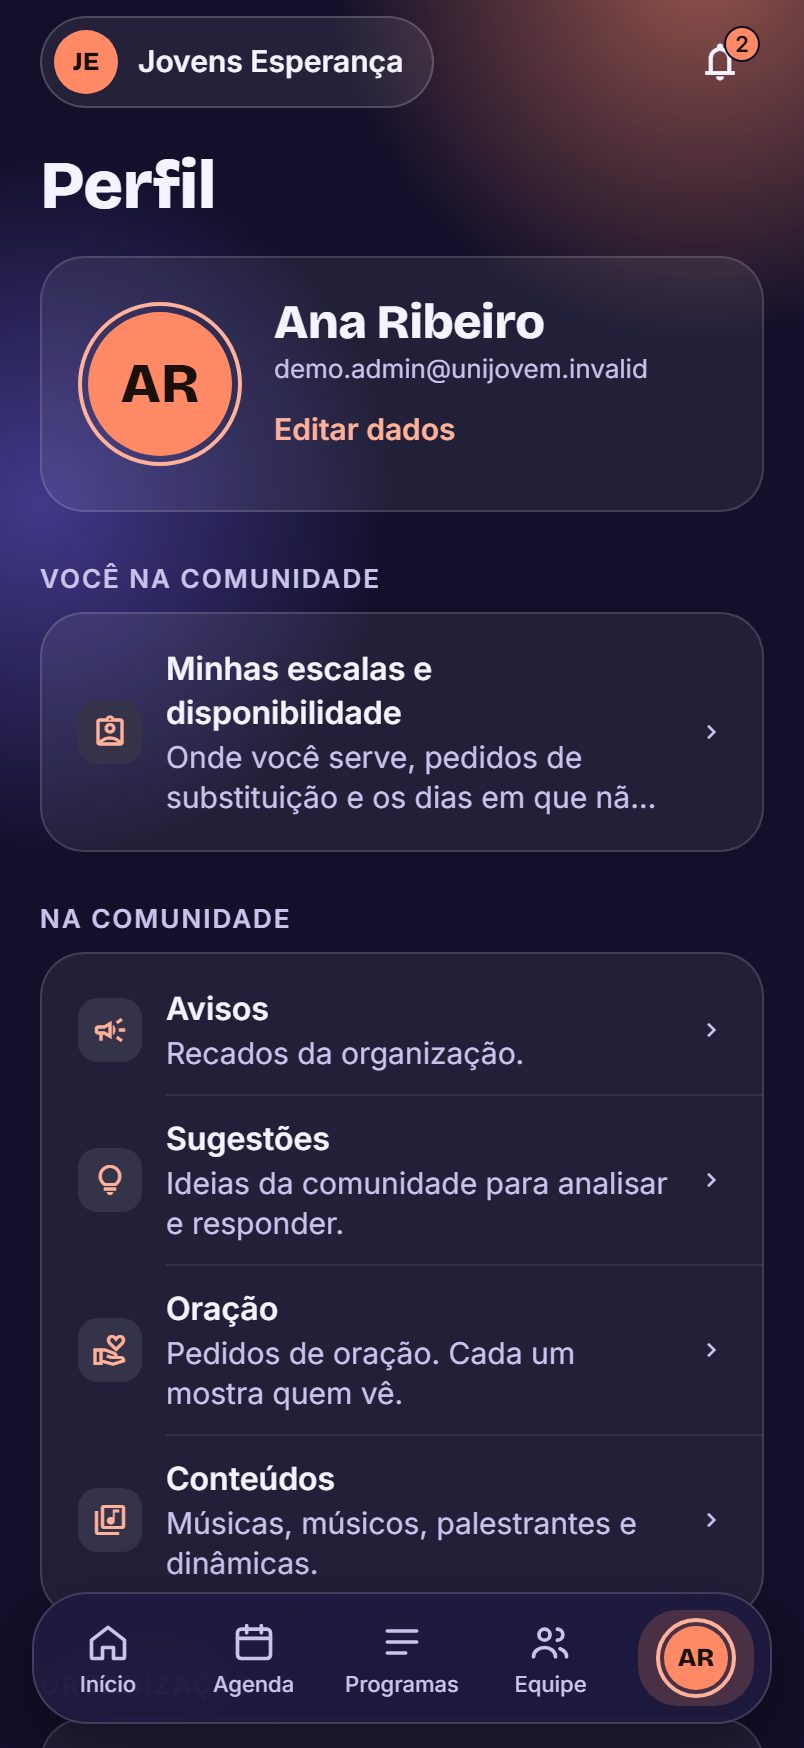 JE
Jovens Esperança
2
Perfil
AR
Ana Ribeiro
demo.admin@unijovem.invalid
Editar dados
VOCÊ NA COMUNIDADE
Minhas escalas e
disponibilidade
Onde você serve, pedidos de
substituição e os dias em que nã...
NA COMUNIDADE
Avisos
Recados da organização.
Sugestões
Ideias da comunidade para analisar
e responder.
Oração
Pedidos de oração. Cada um
mostra quem vê.
Conteúdos
Músicas, músicos, palestrantes e
dinâmicas.
Início
Agenda
Programas
Equipe
AR